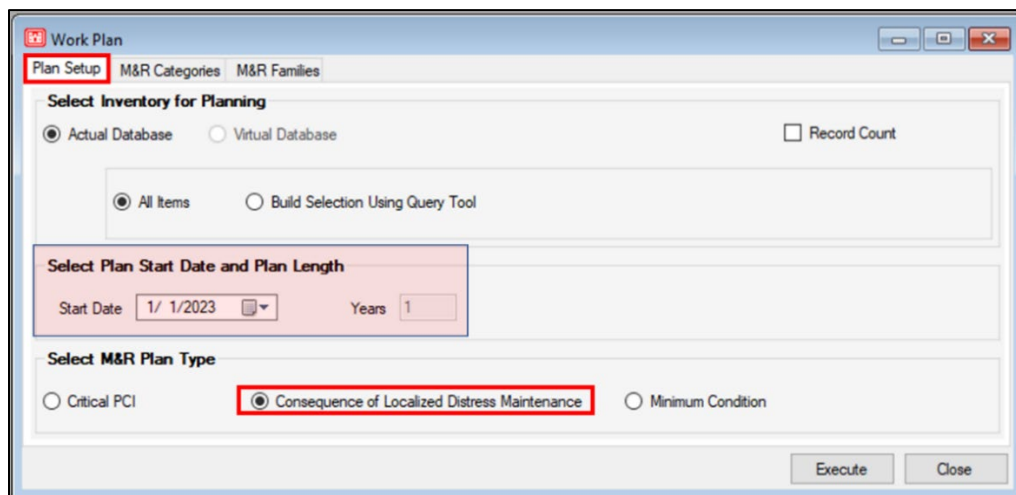 Work Plan
Plan Setup M&R Categories M&R Families
Select Inventory for Planning
Actual Database Virtual Database Record Count
All Items Build Selection Using Query Tool
Select Plan Start Date and Plan Length
Start Date 1/ 1/2023 Years 1
Select M&R Plan Type
Critical PCI Consequence of Localized Distress Maintenance Minimum Condition
Execute Close